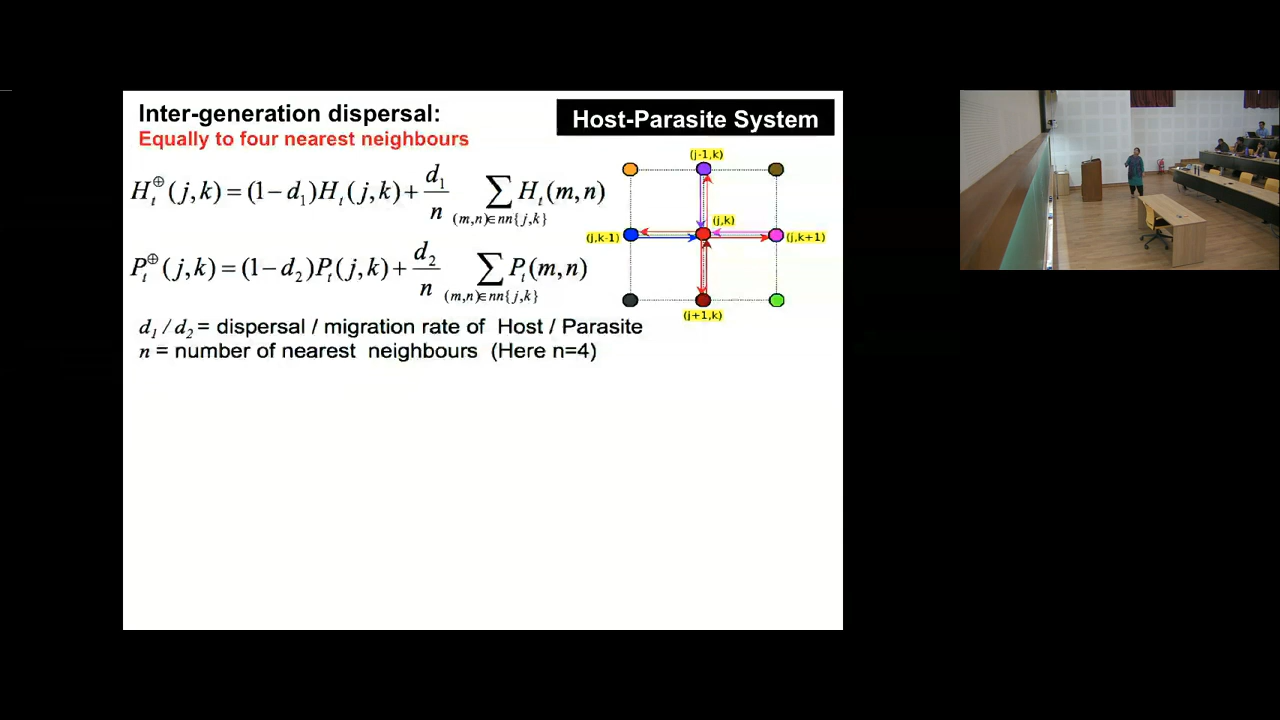 Inter-generation dispersal:
Equally to four nearest neighbours
Host-Parasite System
H_t^⊕(j,k) = (1−d_1)H_t(j,k) + d_1/n ∑_{(m,n)∈nn{j,k}} H_t(m,n)
P_t^⊕(j,k) = (1−d_2)P_t(j,k) + d_2/n ∑_{(m,n)∈nn{j,k}} P_t(m,n)
(j-1,k)
(j,k)
(j,k-1)
(j,k+1)
(j+1,k)
d_1 / d_2 = dispersal / migration rate of Host / Parasite
n = number of nearest neighbours (Here n=4)